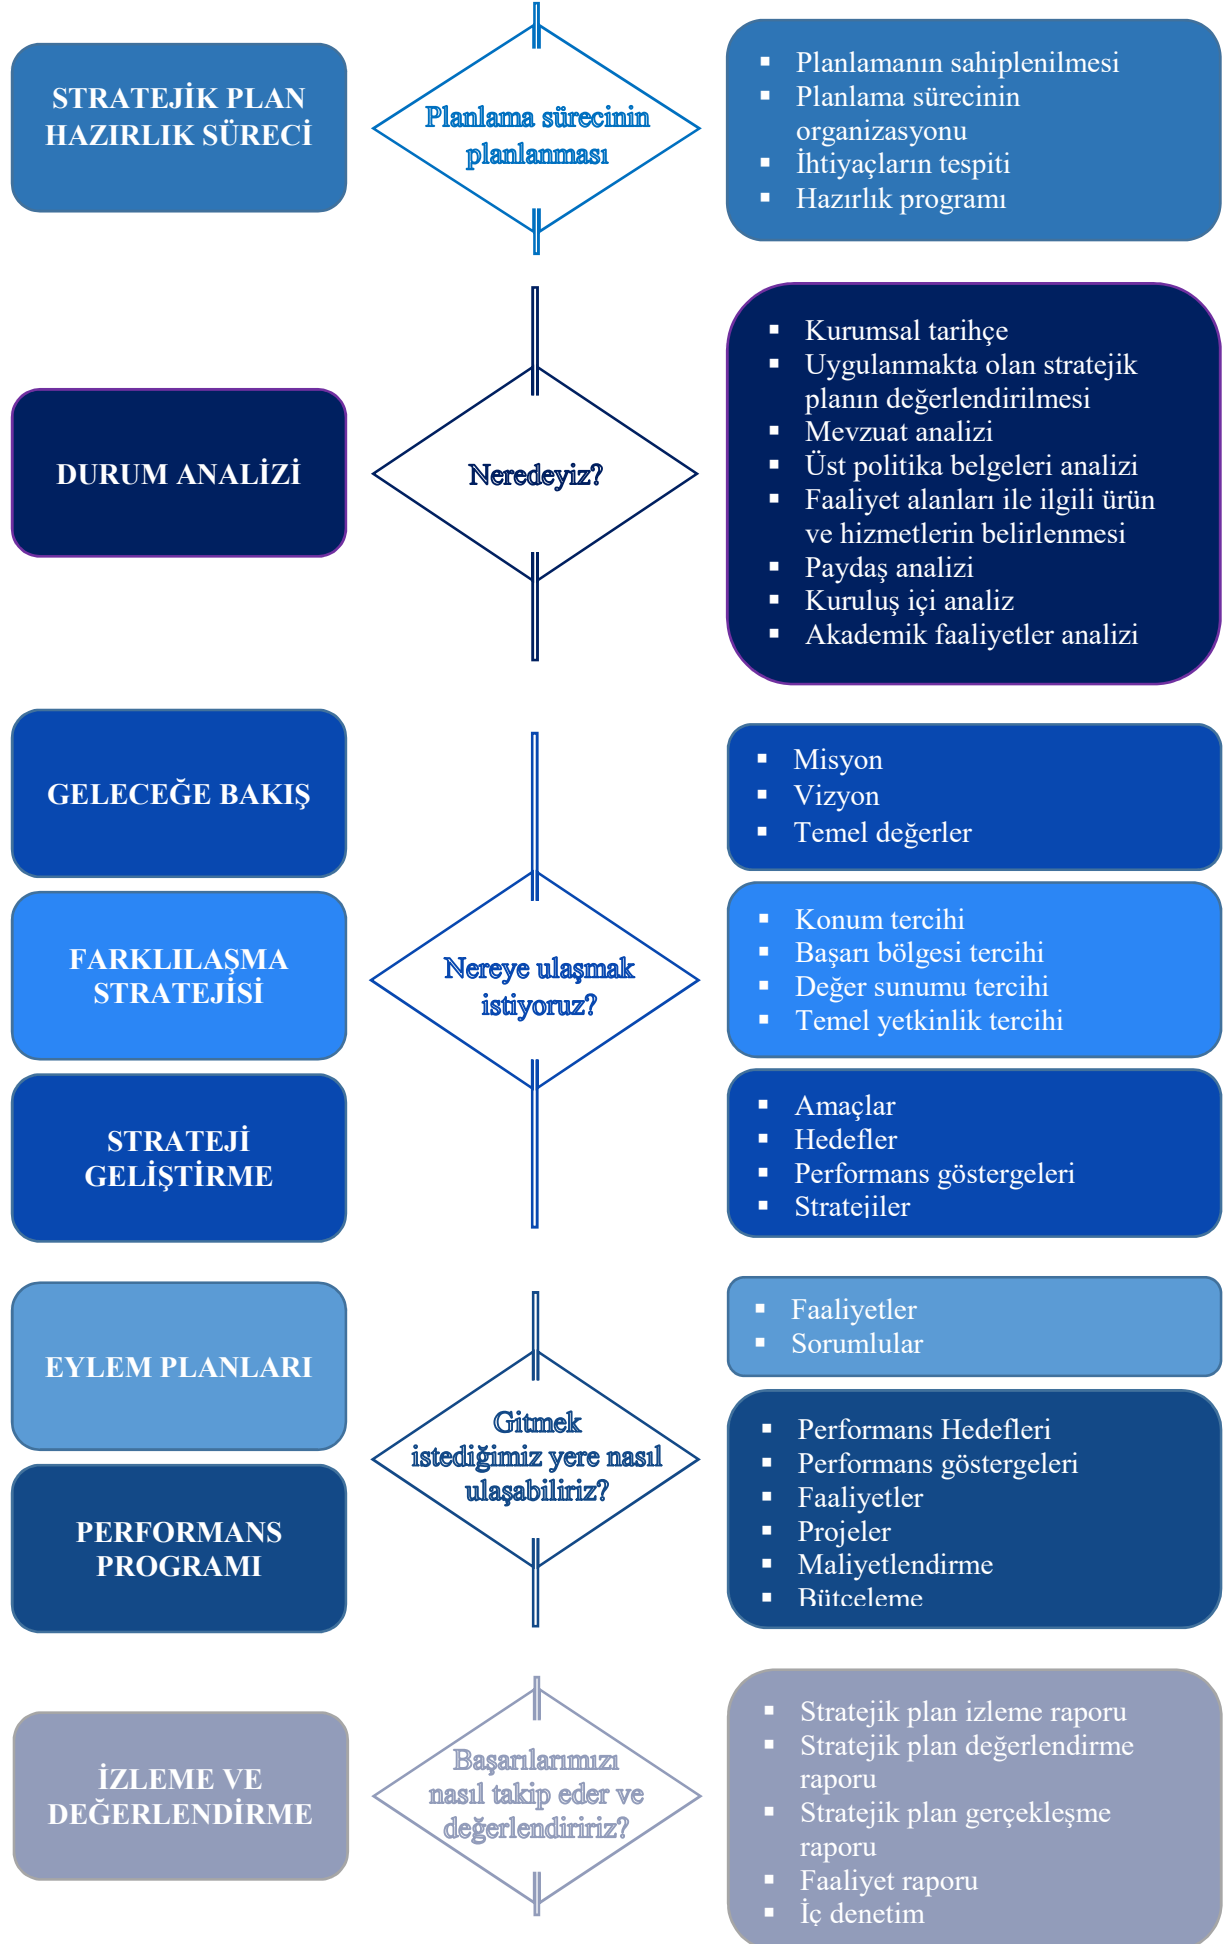 STRATEJİK PLAN
HAZIRLIK SÜRECİ
Planlama sürecinin
planlanması
▪ Planlamanın sahiplenilmesi
▪ Planlama sürecinin
organizasyonu
▪ İhtiyaçların tespiti
▪ Hazırlık programı
DURUM ANALİZİ
Neredeyiz?
▪ Kurumsal tarihçe
▪ Uygulanmakta olan stratejik
planın değerlendirilmesi
▪ Mevzuat analizi
▪ Üst politika belgeleri analizi
▪ Faaliyet alanları ile ilgili ürün
ve hizmetlerin belirlenmesi
▪ Paydaş analizi
▪ Kuruluş içi analiz
▪ Akademik faaliyetler analizi
GELECEĞE BAKIŞ
FARKLILAŞMA
STRATEJİSİ
STRATEJİ
GELİŞTİRME
Nereye ulaşmak
istiyoruz?
▪ Misyon
▪ Vizyon
▪ Temel değerler
▪ Konum tercihi
▪ Başarı bölgesi tercihi
▪ Değer sunumu tercihi
▪ Temel yetkinlik tercihi
▪ Amaçlar
▪ Hedefler
▪ Performans göstergeleri
▪ Stratejiler
EYLEM PLANLARI
PERFORMANS
PROGRAMI
Gitmek
istediğimiz yere nasıl
ulaşabiliriz?
▪ Faaliyetler
▪ Sorumlular
▪ Performans Hedefleri
▪ Performans göstergeleri
▪ Faaliyetler
▪ Projeler
▪ Maliyetlendirme
▪ Bütçeleme
İZLEME VE
DEĞERLENDİRME
Başarılarımızı
nasıl takip eder ve
değerlendiririz?
▪ Stratejik plan izleme raporu
▪ Stratejik plan değerlendirme
raporu
▪ Stratejik plan gerçekleşme
raporu
▪ Faaliyet raporu
▪ İç denetim